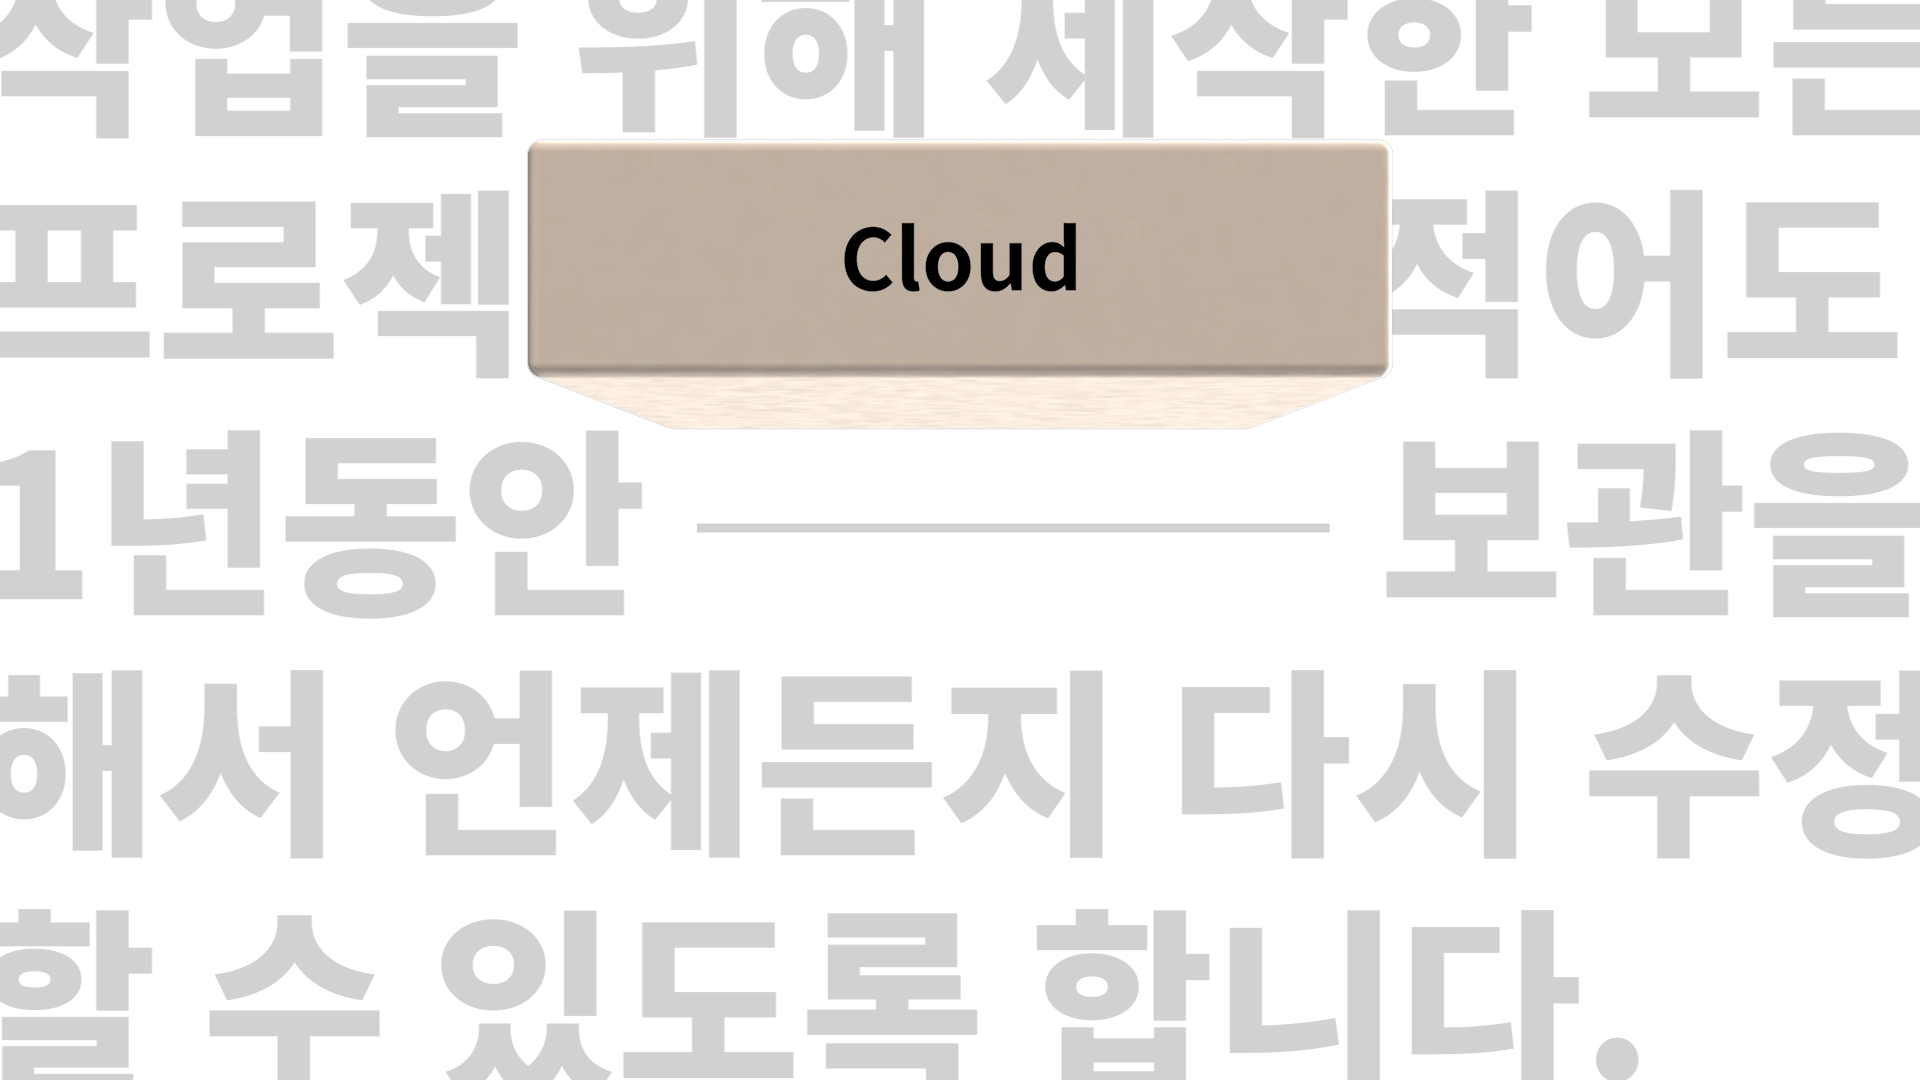 작업을 위해 제작한 모든
프로젝 Cloud 적어도
1년동안 보관을
해서 언제든지 다시 수정
할 수 있도록 합니다.